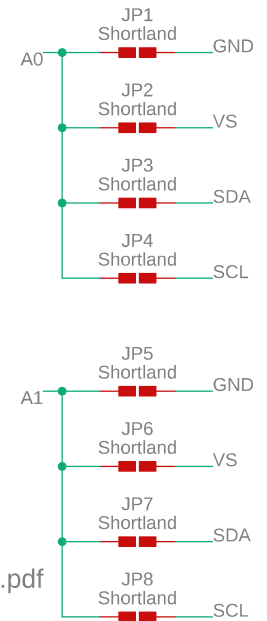 JP1
Shortland
A0
GND
JP2
Shortland
VS
JP3
Shortland
SDA
JP4
Shortland
SCL
JP5
Shortland
A1
GND
JP6
Shortland
VS
JP7
Shortland
SDA
.pdf
JP8
Shortland
SCL